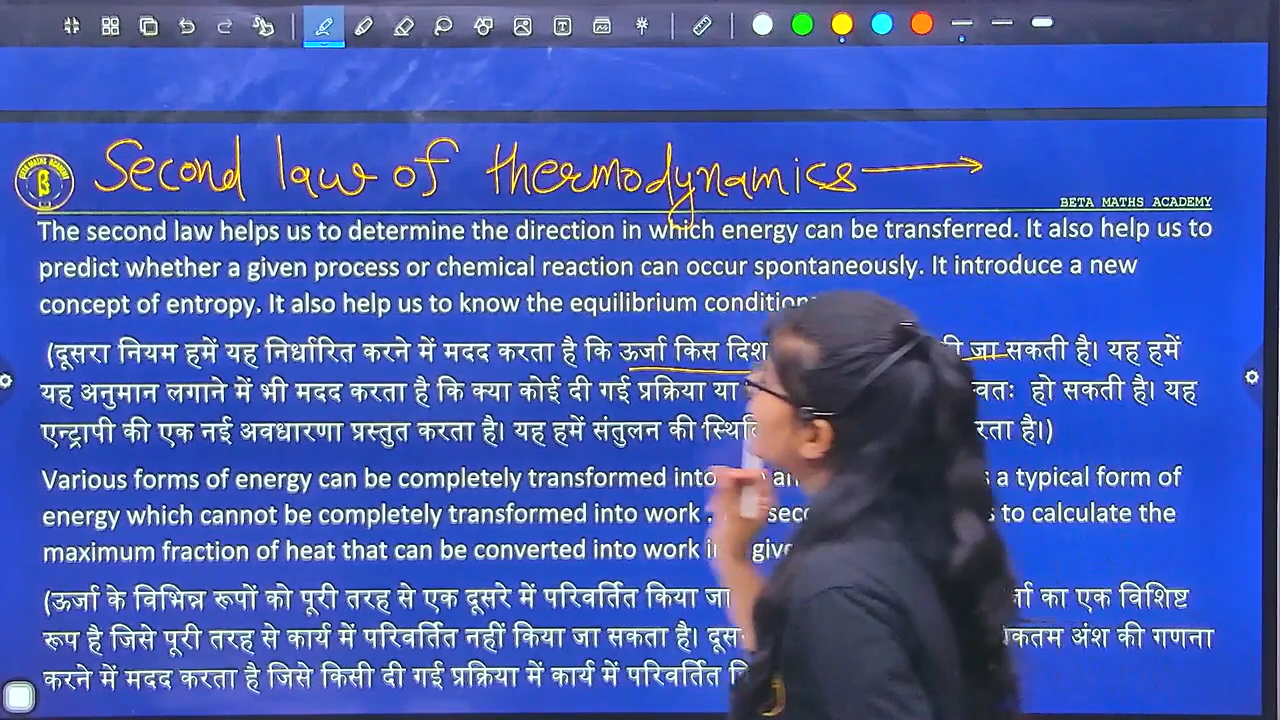 Second law of thermodynamics
BETA MATHS ACADEMY
β
BETA MATHS ACADEMY
The second law helps us to determine the direction in which energy can be transferred. It also help us to
predict whether a given process or chemical reaction can occur spontaneously. It introduce a new
concept of entropy. It also help us to know the equilibrium condition
(दूसरा नियम हमें यह निर्धारित करने में मदद करता है कि ऊर्जा किस जा सकती है। यह हमें
यह अनुमान लगाने में भी मदद करता है कि क्या कोई दी गई प्रक्रिया या हो सकती है। यह
एन्ट्रापी की एक नई अवधारणा प्रस्तुत करता है। यह हमें संतुलन की है।)
Various forms of energy can be completely transformed into a typical form of
energy which cannot be completely transformed into work . to calculate the
maximum fraction of heat that can be converted into work
(ऊर्जा के विभिन्न रूपों को पूरी तरह से एक दूसरे में परिवर्तित किया का एक विशिष्ट
रूप है जिसे पूरी तरह से कार्य में परिवर्तित नहीं किया जा सकता है। अंश की गणना
करने में मदद करता है जिसे किसी दी गई प्रक्रिया में कार्य में परिवर्तित